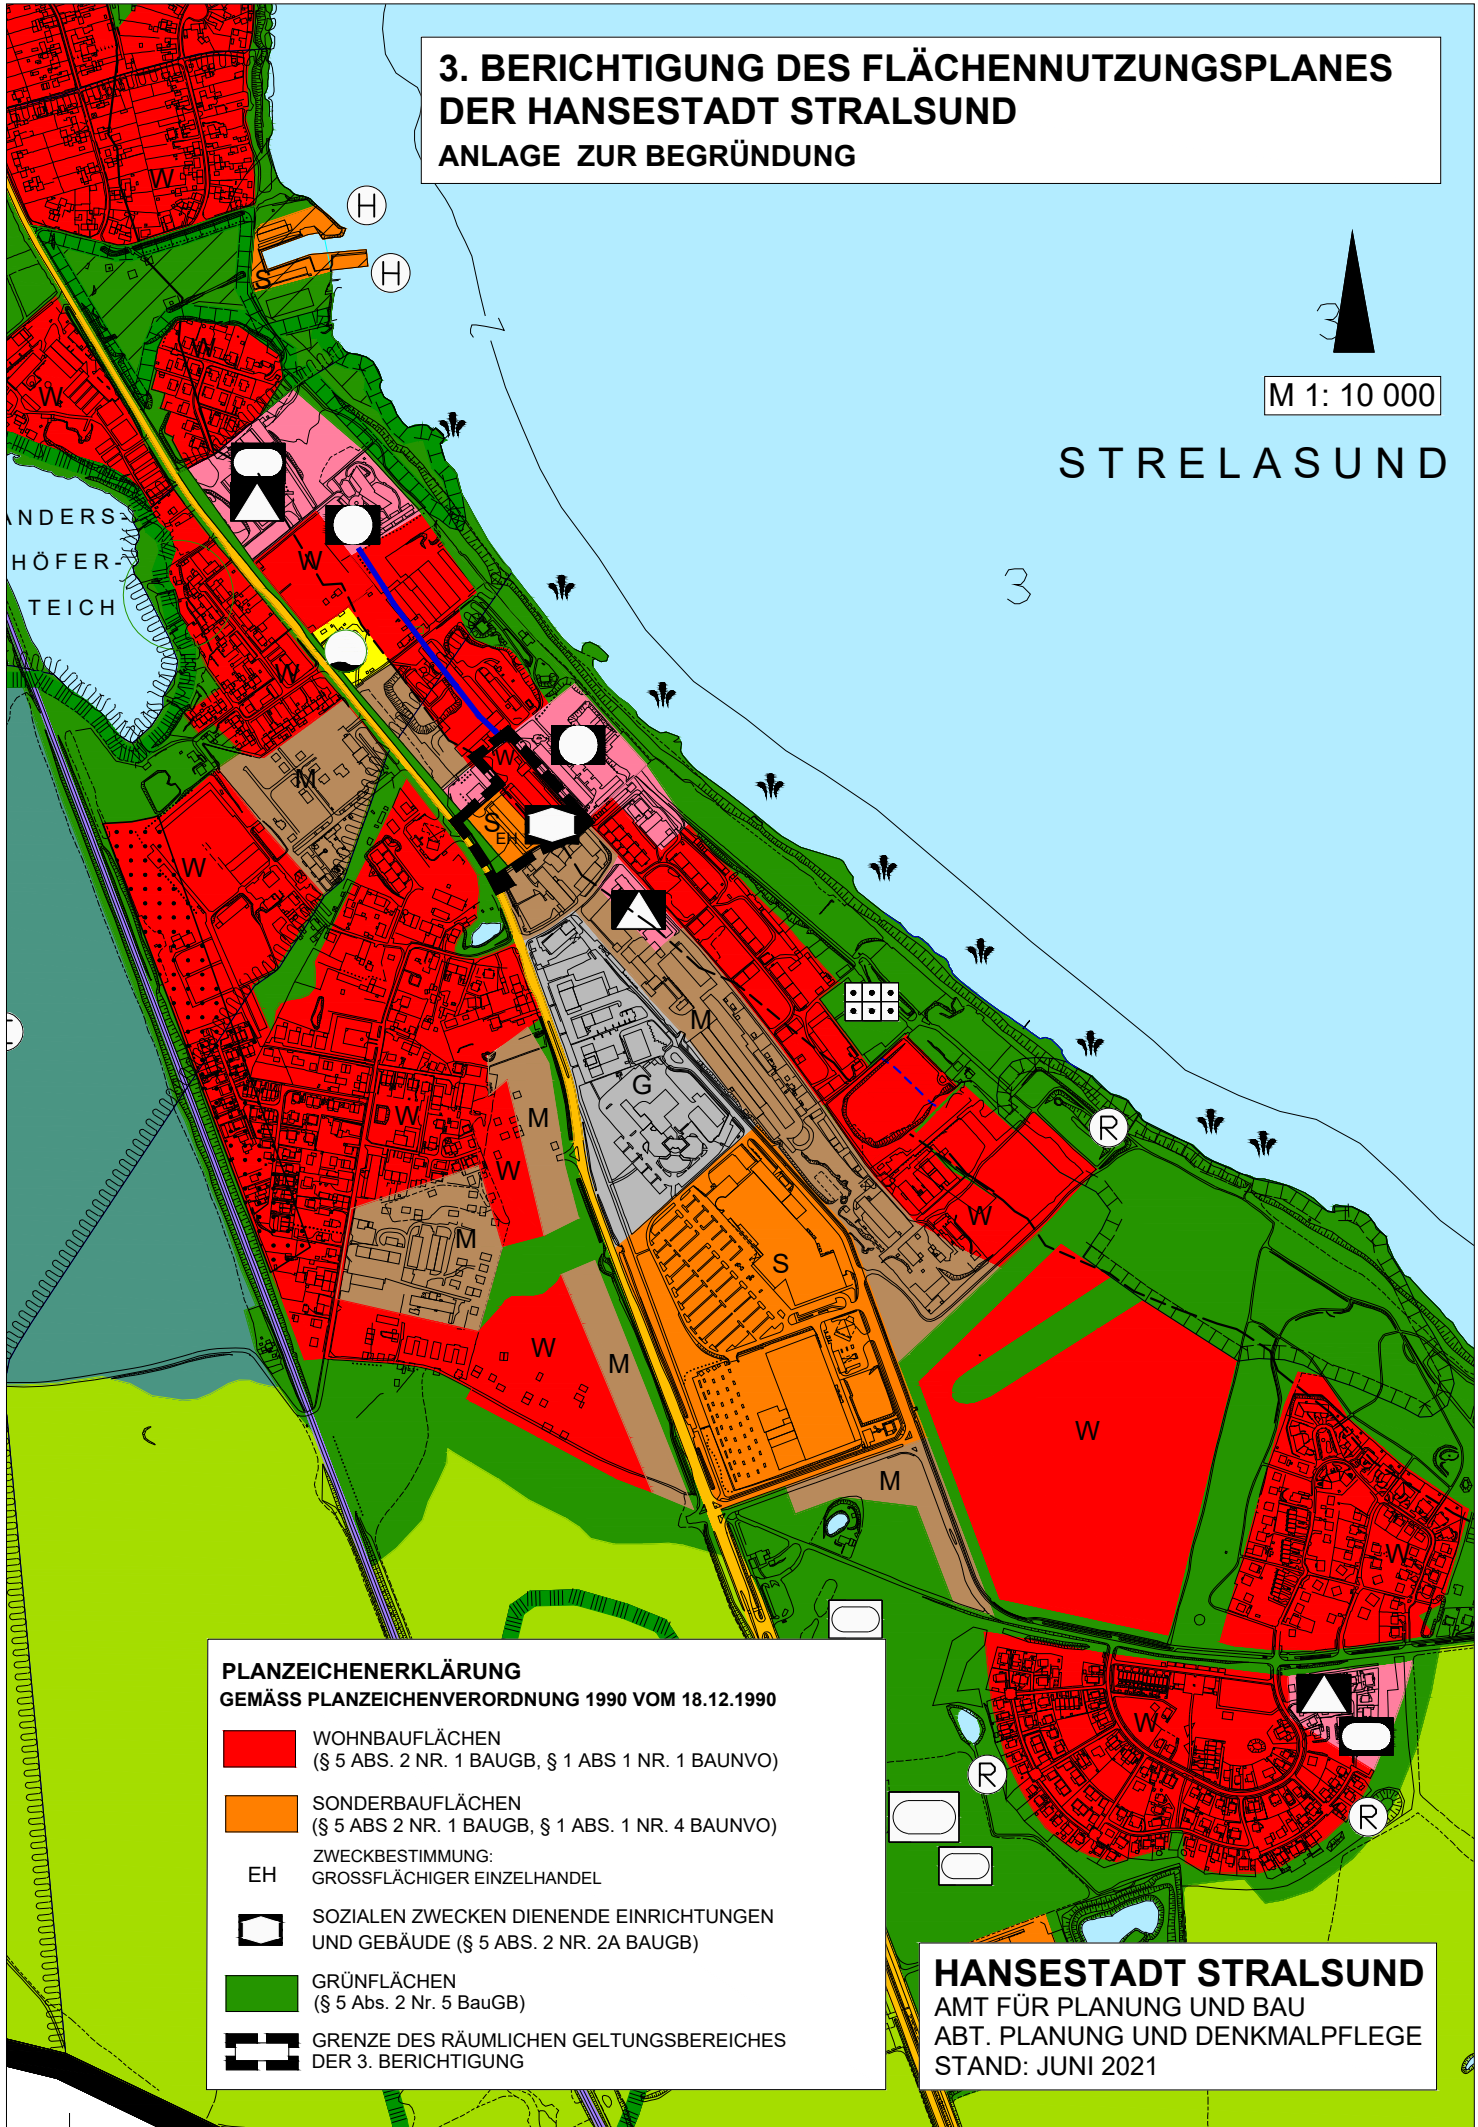 3. BERICHTIGUNG DES FLÄCHENNUTZUNGSPLANES
DER HANSESTADT STRALSUND
ANLAGE ZUR BEGRÜNDUNG
W
H
H
S
3
M 1: 10 000
STRELASUND
W
W
ANDERS-
HÖFER-
TEICH
W
3
W
M
W
S
EH
W
M
G
M
W
W
R
W
M
S
W
M
W
M
W
W
R
R
PLANZEICHENERKLÄRUNG
GEMÄSS PLANZEICHENVERORDNUNG 1990 VOM 18.12.1990
WOHNBAUFLÄCHEN
(§ 5 ABS. 2 NR. 1 BAUGB, § 1 ABS 1 NR. 1 BAUNVO)
SONDERBAUFLÄCHEN
(§ 5 ABS 2 NR. 1 BAUGB, § 1 ABS. 1 NR. 4 BAUNVO)
EH
ZWECKBESTIMMUNG:
GROSSFLÄCHIGER EINZELHANDEL
SOZIALEN ZWECKEN DIENENDE EINRICHTUNGEN
UND GEBÄUDE (§ 5 ABS. 2 NR. 2A BAUGB)
GRÜNFLÄCHEN
(§ 5 Abs. 2 Nr. 5 BauGB)
GRENZE DES RÄUMLICHEN GELTUNGSBEREICHES
DER 3. BERICHTIGUNG
HANSESTADT STRALSUND
AMT FÜR PLANUNG UND BAU
ABT. PLANUNG UND DENKMALPFLEGE
STAND: JUNI 2021